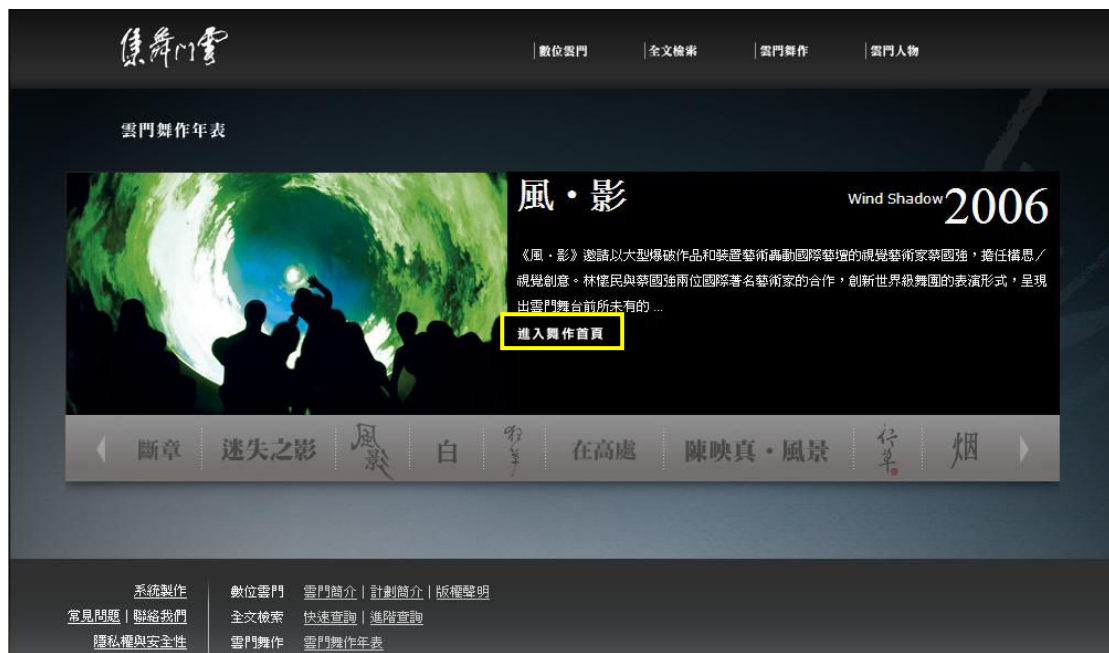 雲門舞集
數位雲門
全文檢索
雲門舞作
雲門人物
雲門舞作年表
風・影
Wind Shadow 2006
《風・影》邀請以大型爆破作品和裝置藝術轟動國際藝壇的視覺藝術家蔡國強，擔任構思／
視覺創意。林懷民與蔡國強兩位國際著名藝術家的合作，創新世界級舞團的表演形式，呈現
出雲門舞台前所未有的 ...
進入舞作首頁
斷章 迷失之影 風影 白 狂草 在高處 陳映真・風景 行草 烟
系統製作
常見問題 | 聯絡我們
隱私權與安全性
數位雲門 雲門簡介 | 計劃簡介 | 版權聲明
全文檢索 快速查詢 | 進階查詢
雲門舞作 雲門舞作年表